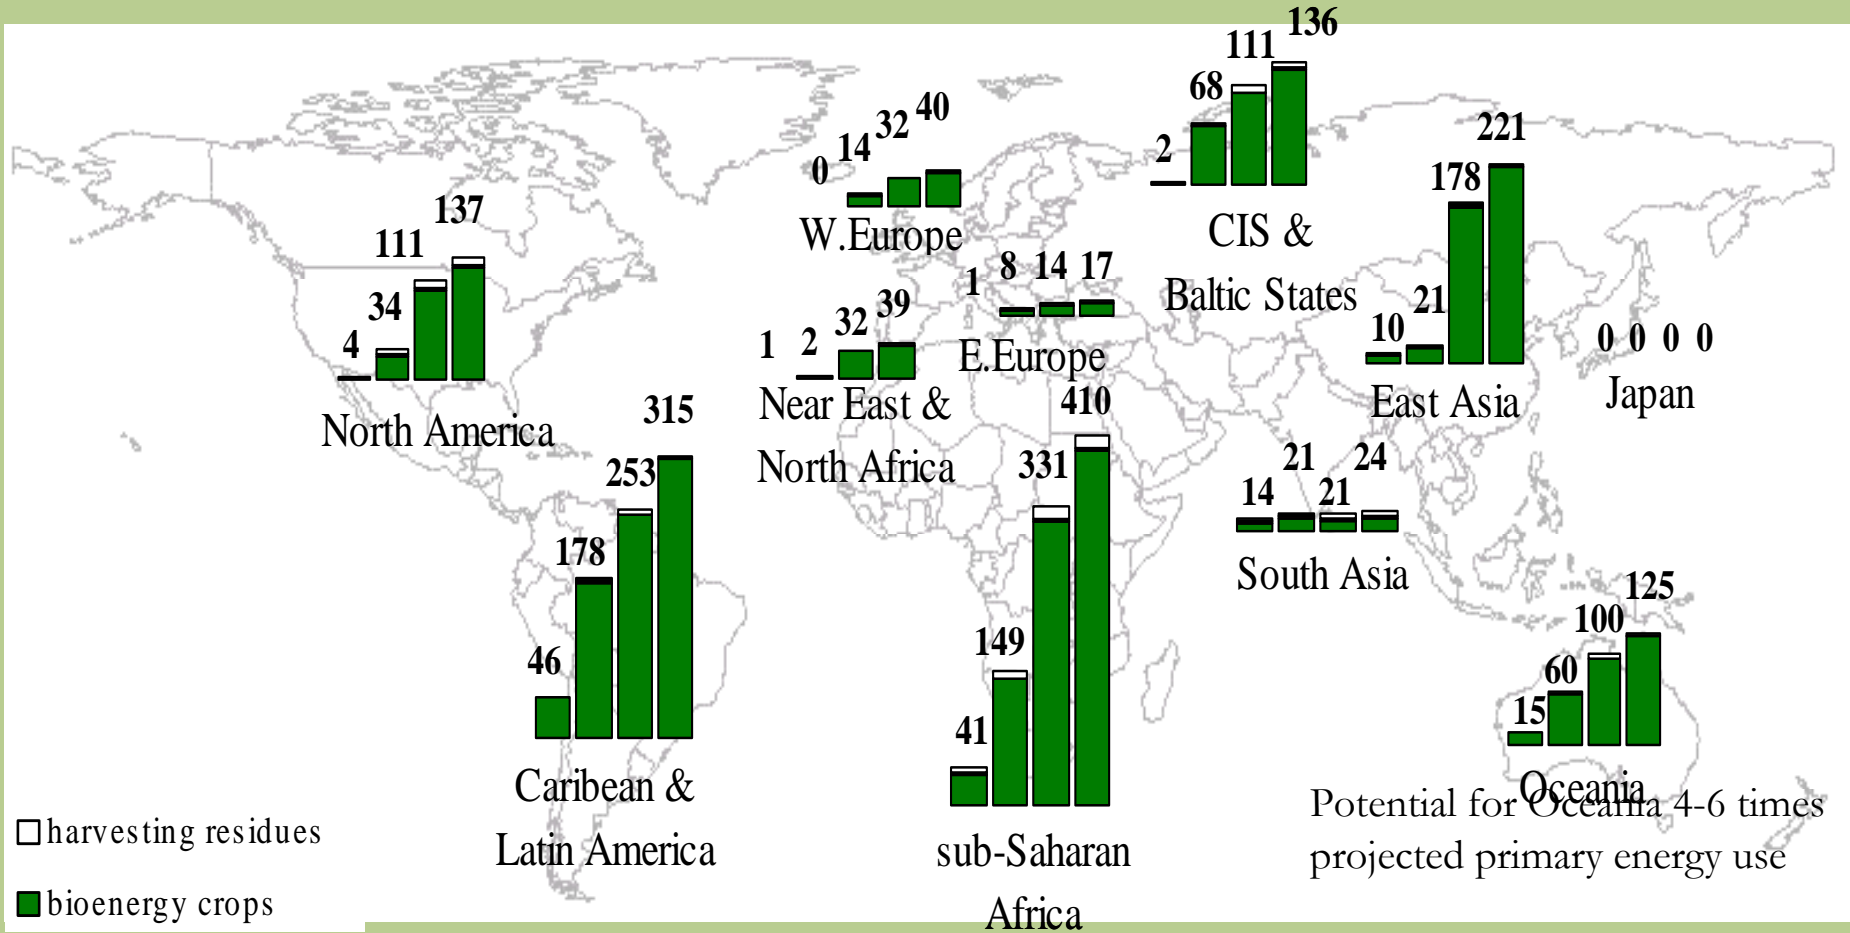 4 34 111 137
North America
0 14 32 40
W.Europe
2 68 111 136
CIS &
Baltic States
1 8 14 17
E.Europe
1 2 32 39
Near East &
North Africa
10 21 178 221
East Asia
0 0 0 0
Japan
46 178 253 315
Caribean &
Latin America
41 149 331 410
sub-Saharan
Africa
14 21 21 24
South Asia
15 60 100 125
Oceania
Potential for Oceania 4-6 times
projected primary energy use
harvesting residues
bioenergy crops